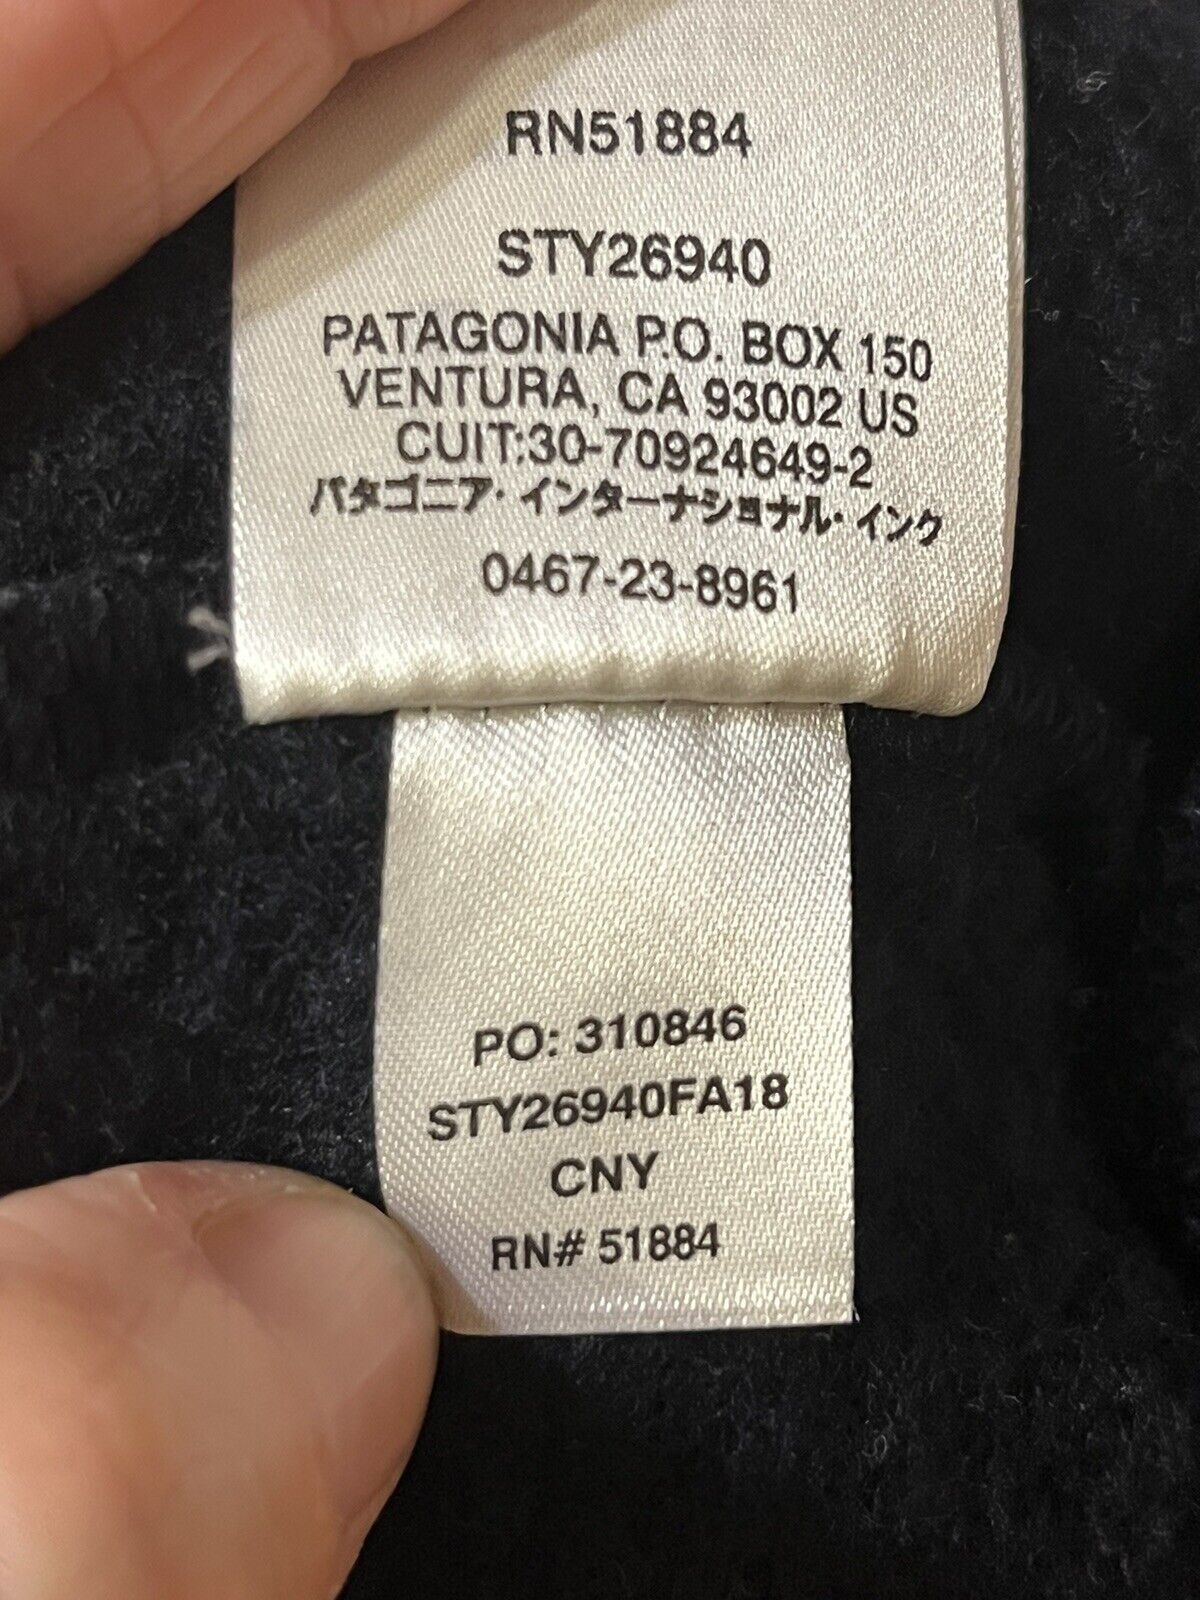 RN51884
STY26940
PATAGONIA P.O. BOX 150
VENTURA, CA 93002 US
CUIT:30-70924649-2
パタゴニア・インターナショナル・インク
0467-23-8961
PO: 310846
STY26940FA18
CNY
RN# 51884